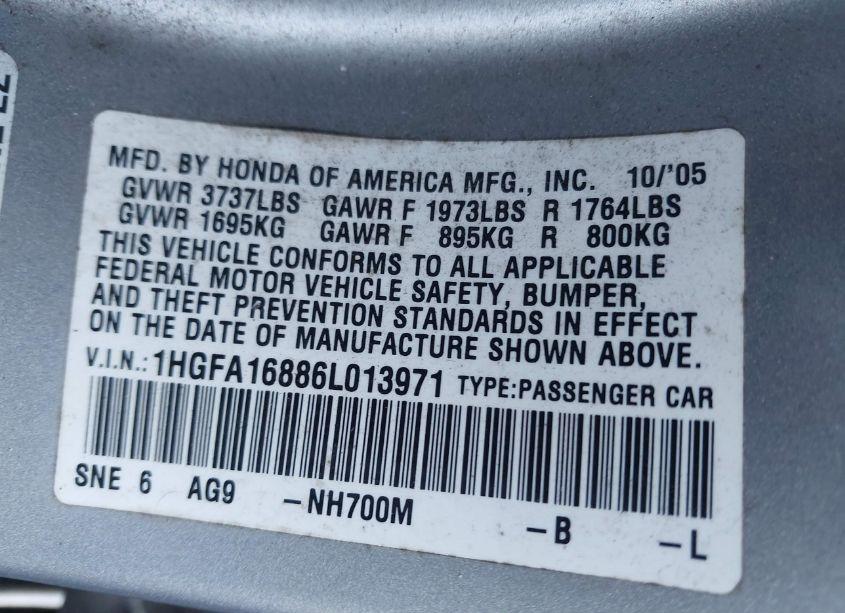 MFD. BY HONDA OF AMERICA MFG., INC. 10/'05
GVWR 3737LBS GAWR F 1973LBS R 1764LBS
GVWR 1695KG GAWR F 895KG R 800KG
THIS VEHICLE CONFORMS TO ALL APPLICABLE
FEDERAL MOTOR VEHICLE SAFETY, BUMPER,
AND THEFT PREVENTION STANDARDS IN EFFECT
ON THE DATE OF MANUFACTURE SHOWN ABOVE.
V.I.N.: 1HGFA16886L013971 TYPE:PASSENGER CAR
SNE 6 AG9 -NH700M -B -L